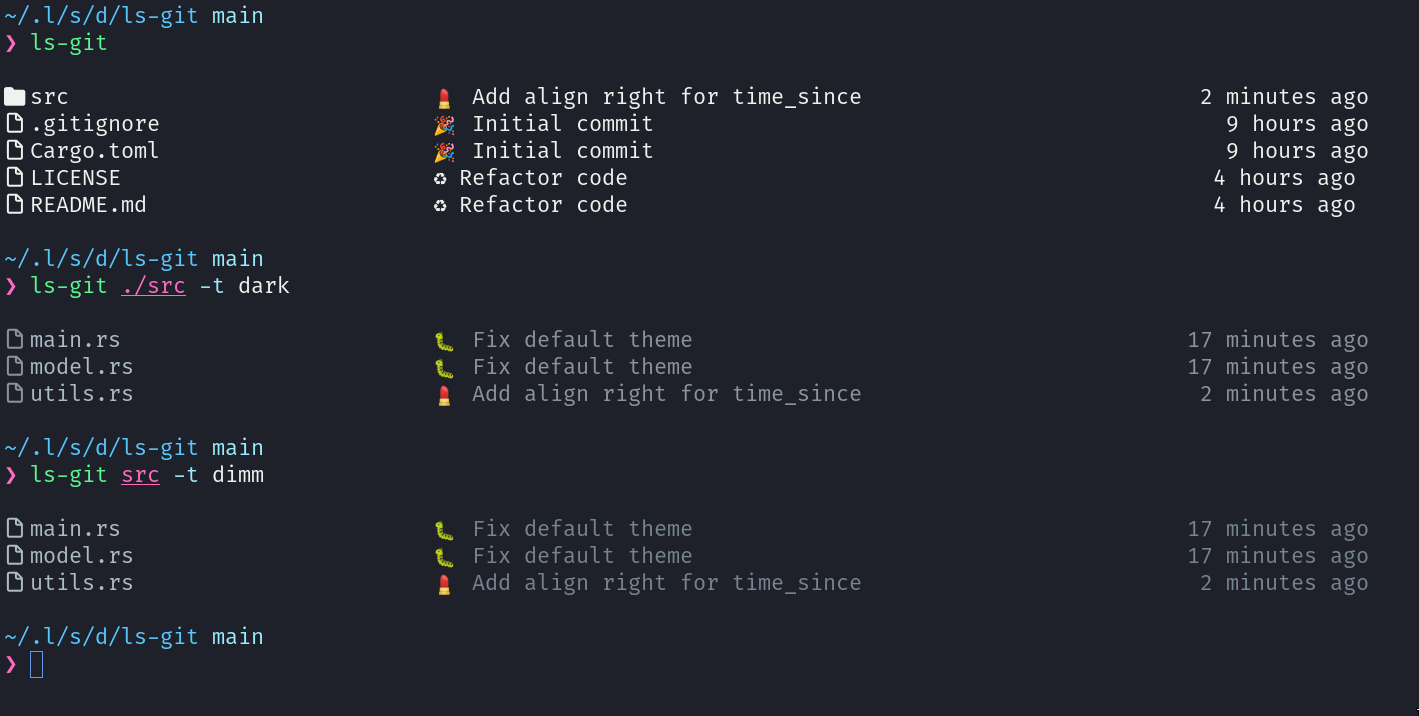 ~/.l/s/d/ls-git main
❯ ls-git
src 💄 Add align right for time_since 2 minutes ago
.gitignore 🎉 Initial commit 9 hours ago
Cargo.toml 🎉 Initial commit 9 hours ago
LICENSE ♻ Refactor code 4 hours ago
README.md ♻ Refactor code 4 hours ago
~/.l/s/d/ls-git main
❯ ls-git ./src -t dark
main.rs 🐛 Fix default theme 17 minutes ago
model.rs 🐛 Fix default theme 17 minutes ago
utils.rs 💄 Add align right for time_since 2 minutes ago
~/.l/s/d/ls-git main
❯ ls-git src -t dimm
main.rs 🐛 Fix default theme 17 minutes ago
model.rs 🐛 Fix default theme 17 minutes ago
utils.rs 💄 Add align right for time_since 2 minutes ago
~/.l/s/d/ls-git main
❯